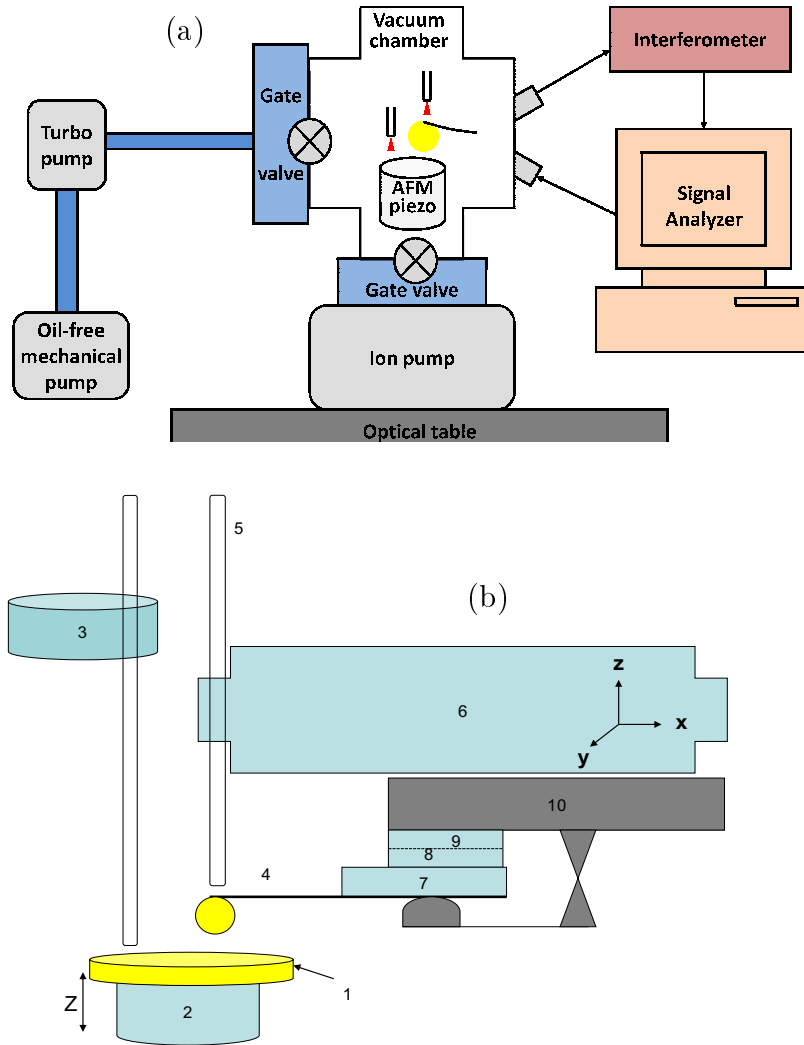 (a)
Vacuum
chamber
Interferometer
Gate
valve
Turbo
pump
AFM
piezo
Signal
Analyzer
Gate valve
Oil-free
mechanical
pump
Ion pump
Optical table
5
(b)
3
z
6
x
y
10
9
8
4
7
Z
1
2